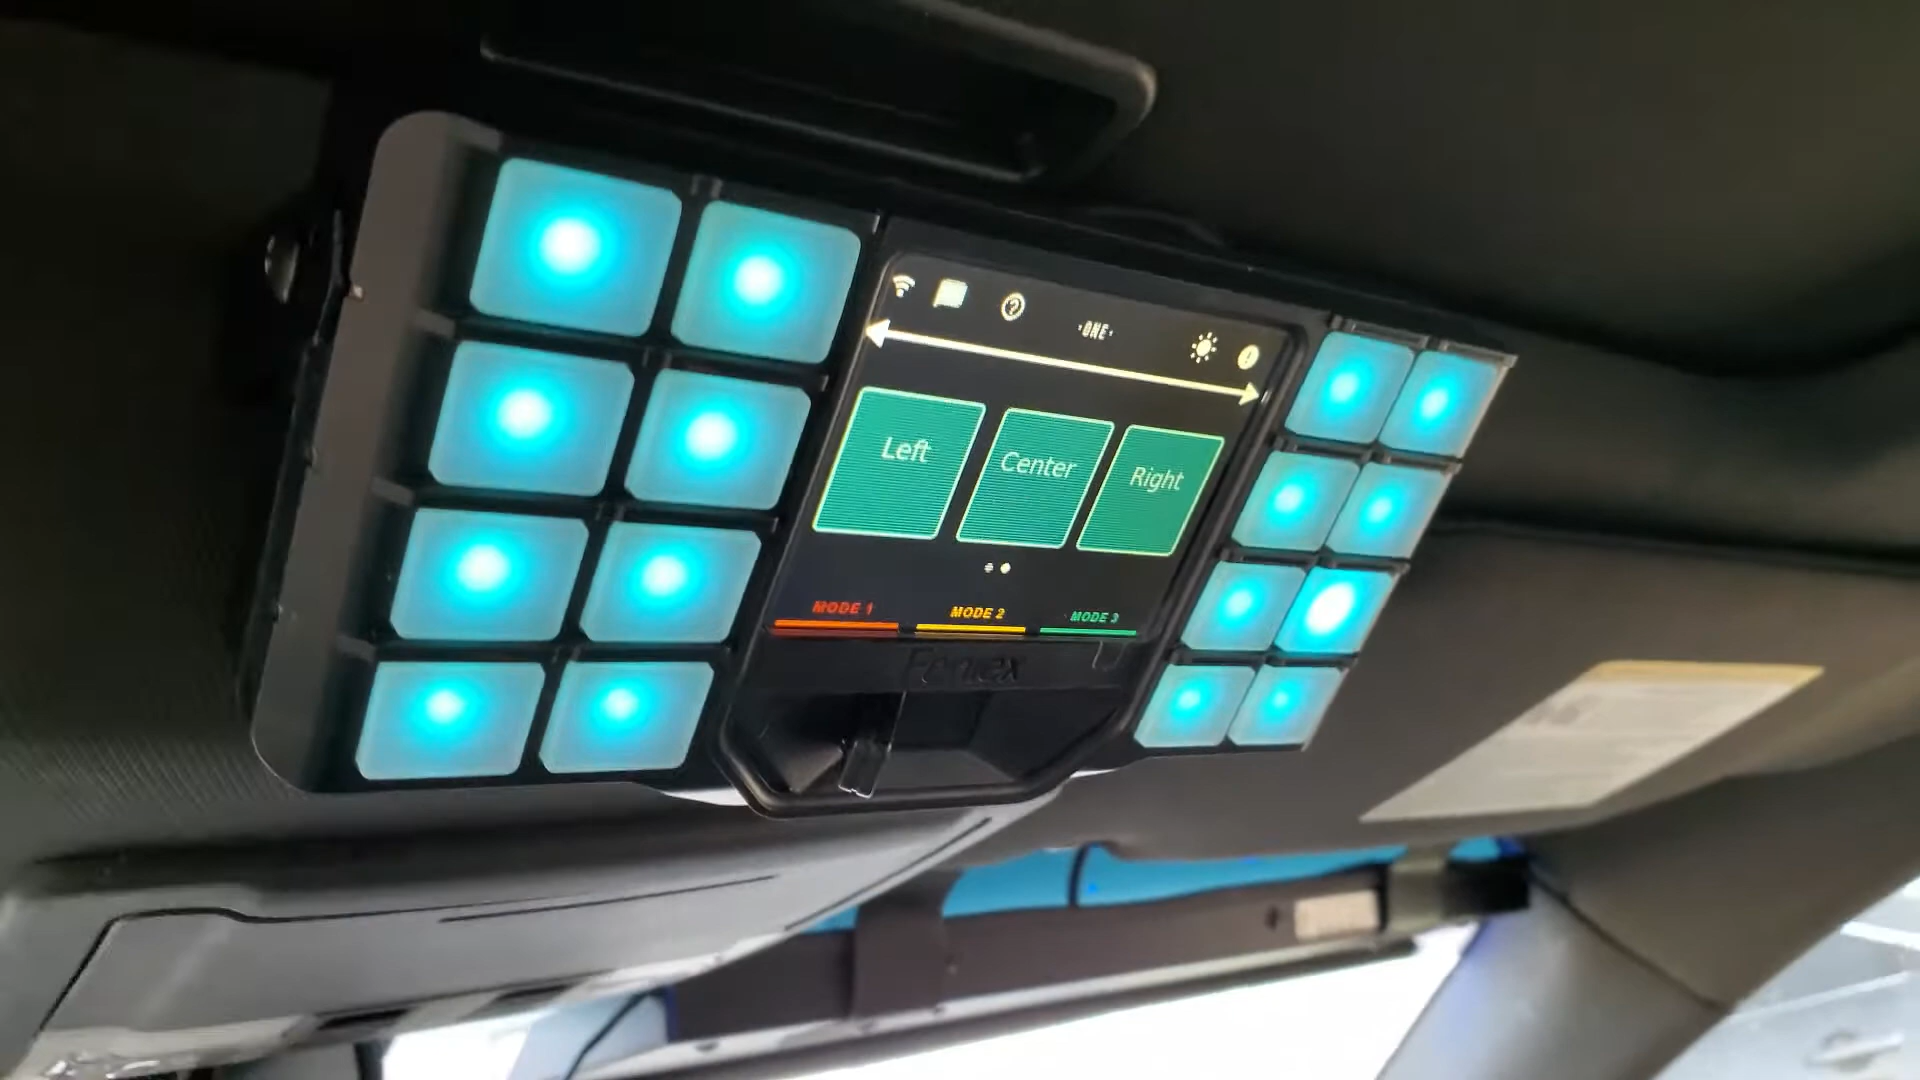 ·ONE·
Left
Center
Right
MODE 1
MODE 2
MODE 3
Feniex